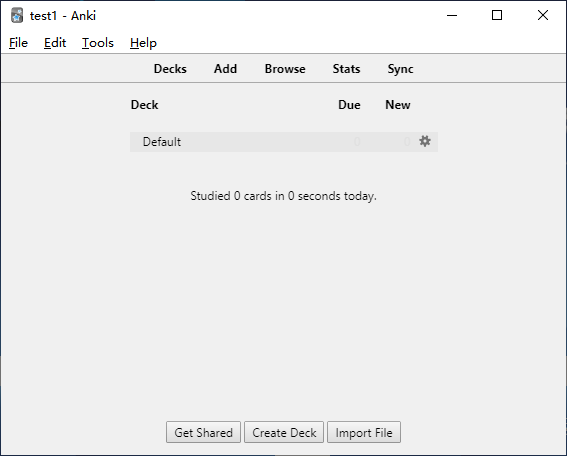 test1 - Anki
File Edit Tools Help
Decks Add Browse Stats Sync
Deck Due New
Default 0 0
Studied 0 cards in 0 seconds today.
Get Shared Create Deck Import File